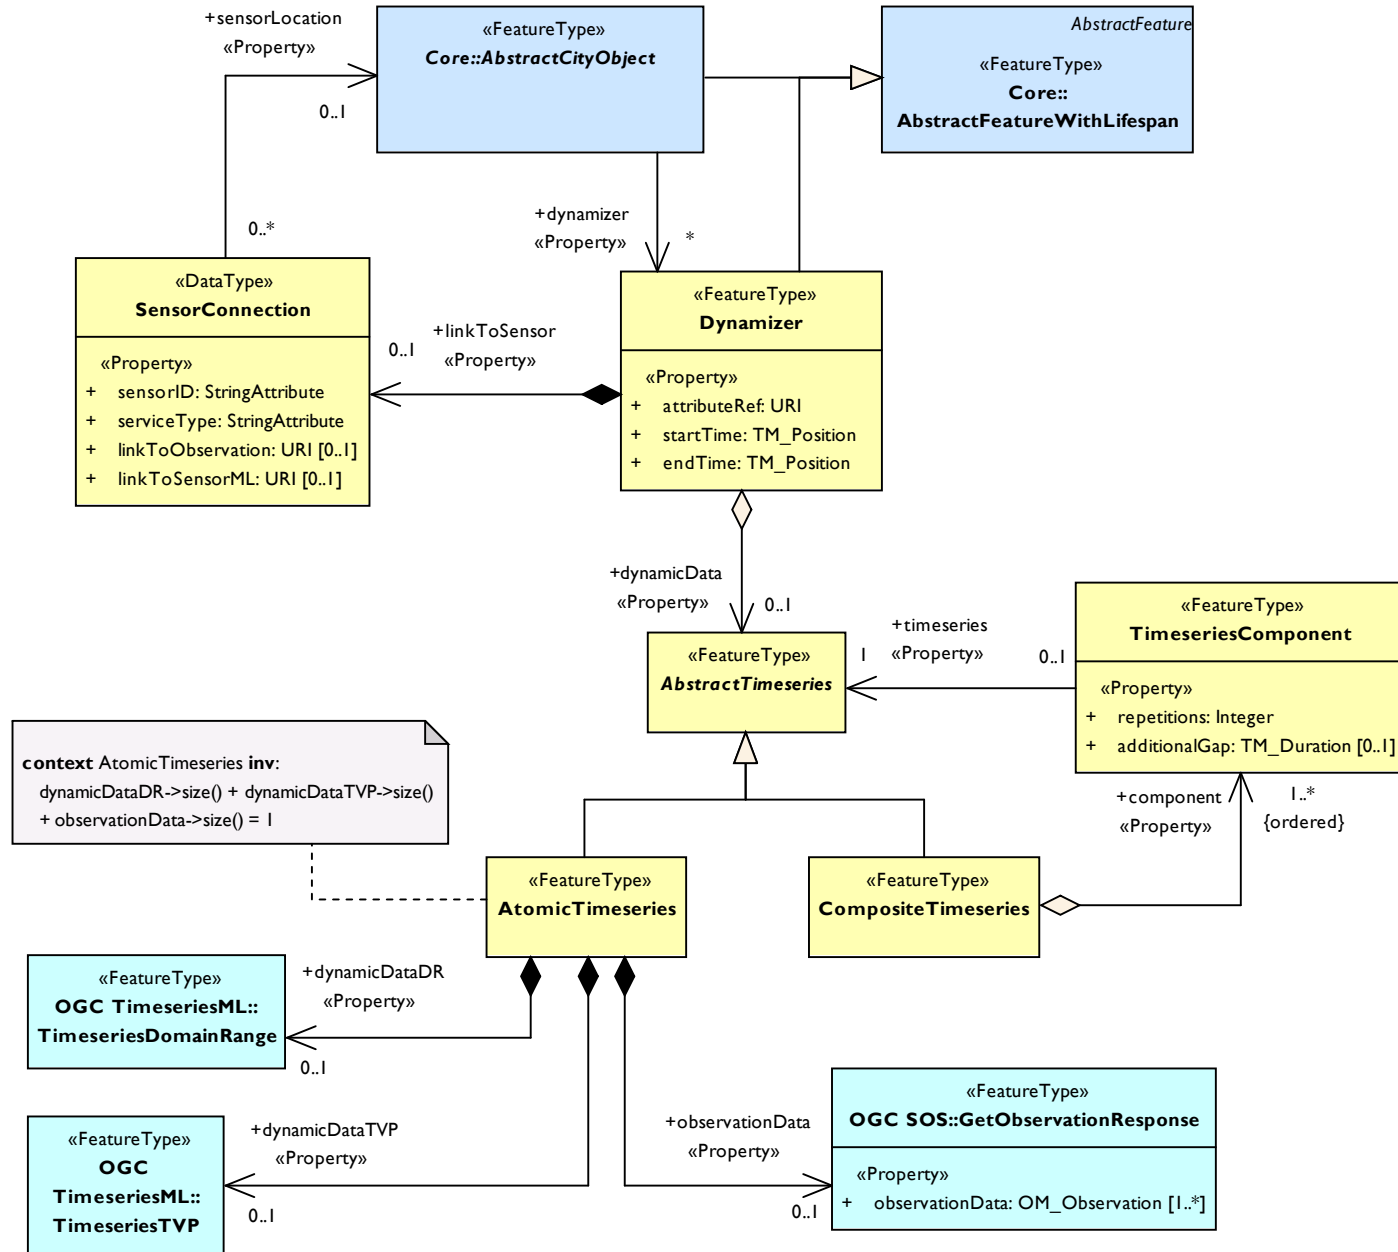 +sensorLocation
«Property»
0..1
«FeatureType»
Core::AbstractCityObject
AbstractFeature
«FeatureType»
Core::
AbstractFeatureWithLifespan
0..*
+dynamizer
«Property»
*
«DataType»
SensorConnection
«Property»
+ sensorID: StringAttribute
+ serviceType: StringAttribute
+ linkToObservation: URI [0..1]
+ linkToSensorML: URI [0..1]
+linkToSensor
«Property»
0..1
«FeatureType»
Dynamizer
«Property»
+ attributeRef: URI
+ startTime: TM_Position
+ endTime: TM_Position
+dynamicData
«Property»
0..1
«FeatureType»
AbstractTimeseries
+timeseries
«Property»
1
0..1
«FeatureType»
TimeseriesComponent
«Property»
+ repetitions: Integer
+ additionalGap: TM_Duration [0..1]
context AtomicTimeseries inv:
dynamicDataDR->size() + dynamicDataTVP->size()
+ observationData->size() = 1
+component
«Property»
1..*
{ordered}
«FeatureType»
AtomicTimeseries
«FeatureType»
CompositeTimeseries
«FeatureType»
OGC TimeseriesML::
TimeseriesDomainRange
+dynamicDataDR
«Property»
0..1
«FeatureType»
OGC
TimeseriesML::
TimeseriesTVP
+dynamicDataTVP
«Property»
0..1
+observationData
«Property»
0..1
«FeatureType»
OGC SOS::GetObservationResponse
«Property»
+ observationData: OM_Observation [1..*]